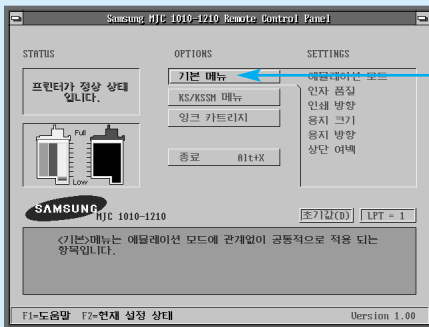 Samsung MJC 1010-1210 Remote Control Panel
STATUS
프린터가 정상 상태
입니다.
Full
Low
OPTIONS
기본 메뉴
KS/KSSM 메뉴
잉크 카트리지
종료 Alt+X
SETTINGS
에뮬레이션 모드
인자 품질
인쇄 방향
용지 크기
용지 방향
상단 여백
SAMSUNG
MJC 1010-1210
초기값(D) LPT = 1
<기본>메뉴는 에뮬레이션 모드에 관계없이 공통적으로 적용 되는
항목입니다.
F1=도움말 F2=현재 설정 상태
Version 1.00